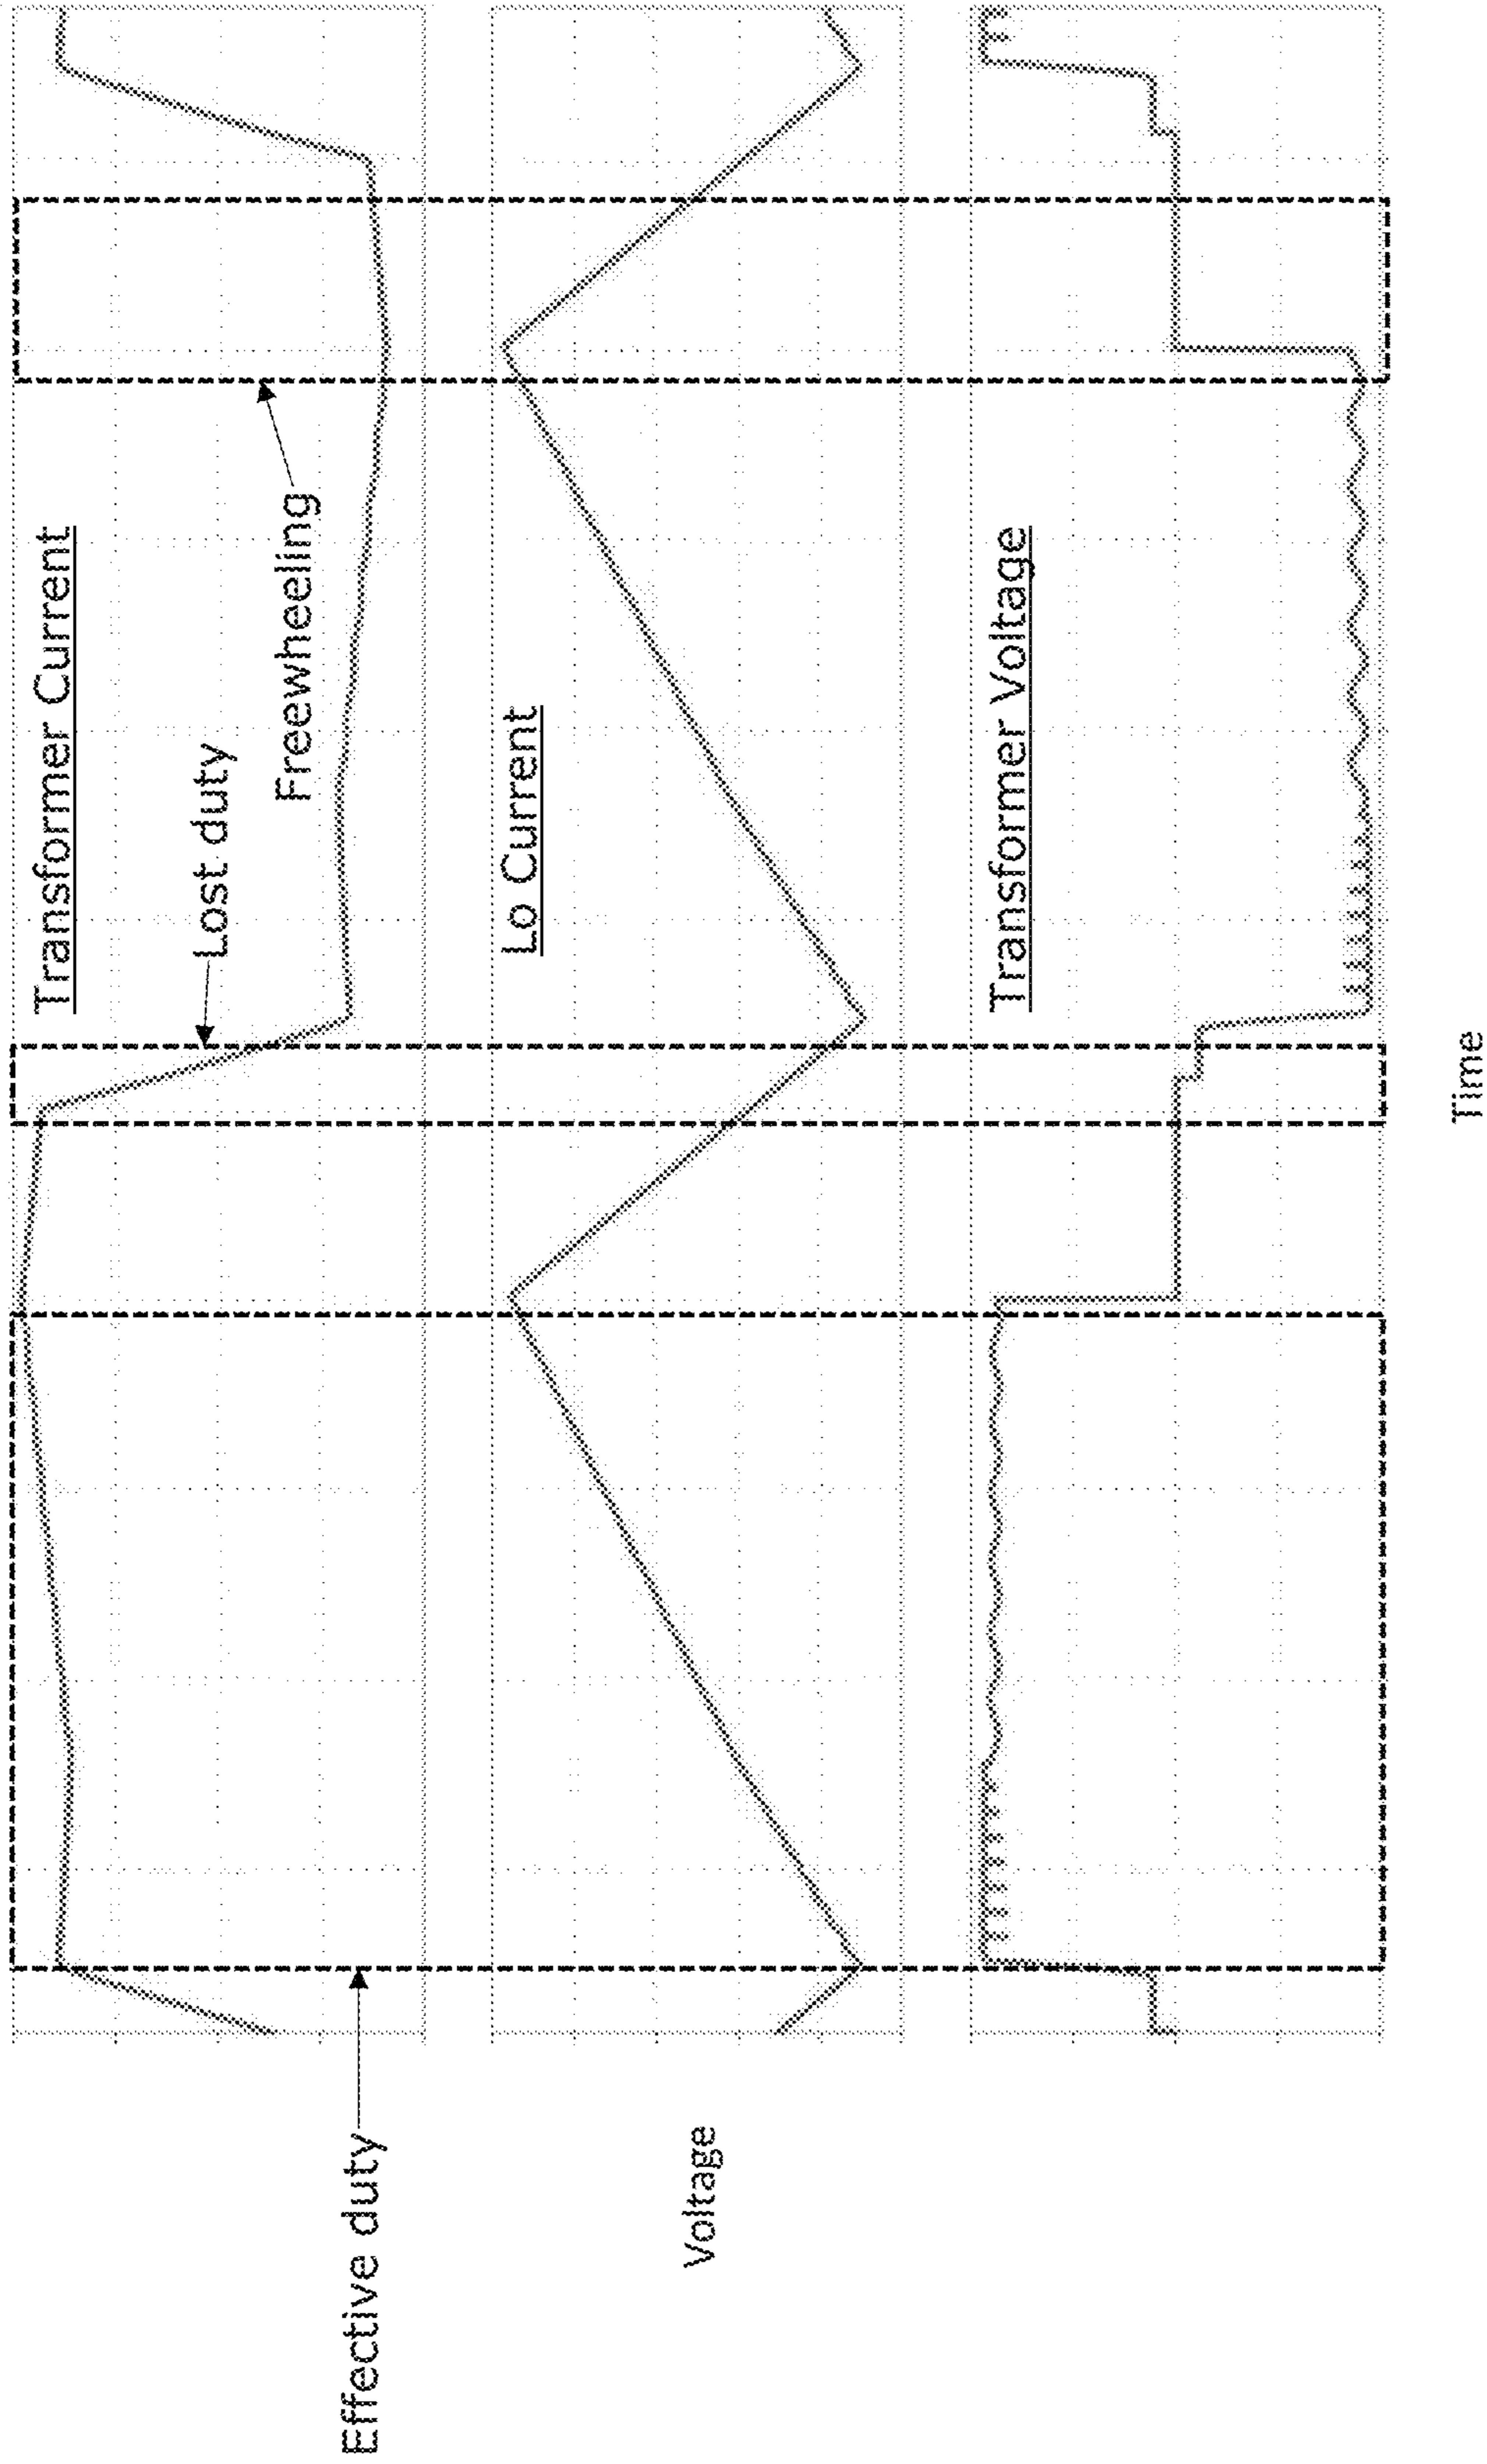 Transformer Current
Lost duty
Freewheeling
Effective duty
Lo Current
Voltage
Transformer Voltage
Time